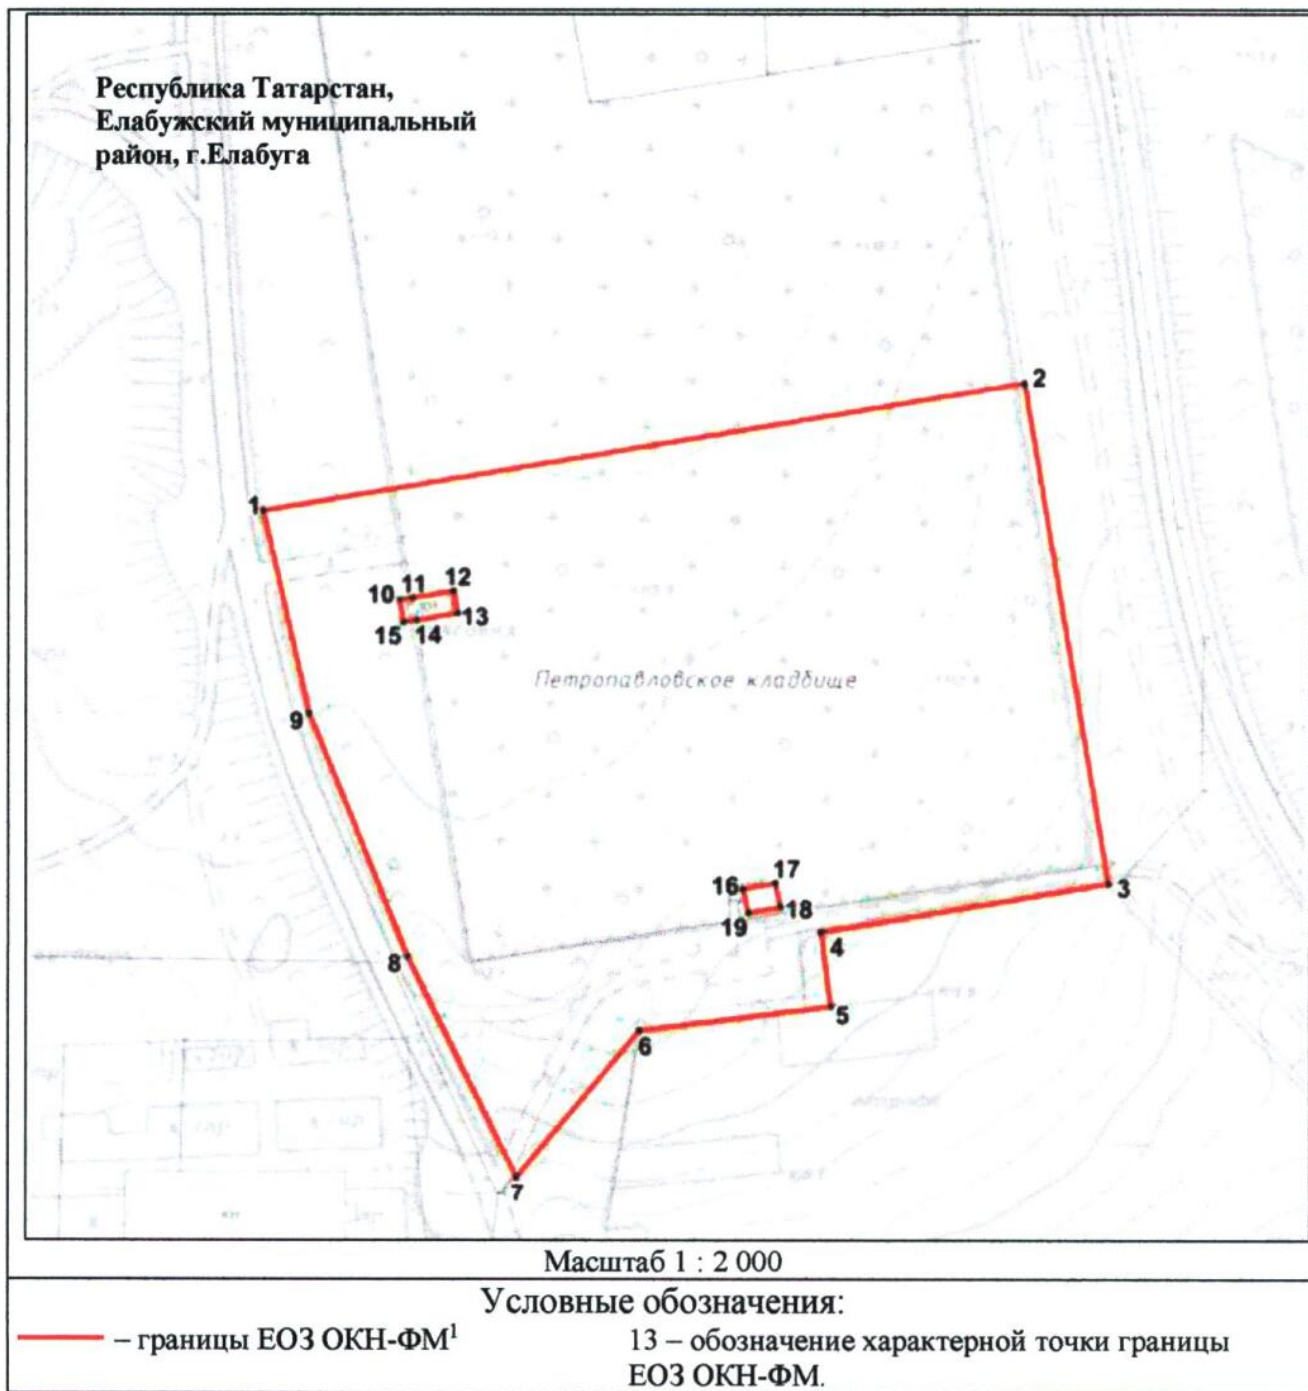 Республика Татарстан,
Елабужский муниципальный
район, г.Елабуга
2
1
12
11
10
13
14
15
Петропавловское кладбище
9
17
16
3
18
19
4
8
5
6
7
Масштаб 1 : 2 000
Условные обозначения:
– границы ЕОЗ ОКН-ФМ¹
13 – обозначение характерной точки границы
ЕОЗ ОКН-ФМ.